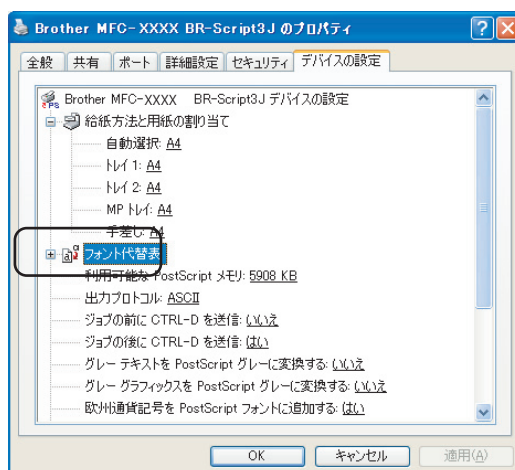 Brother MFC-XXXX BR-Script3J のプロパティ
全般 共有 ポート 詳細設定 セキュリティ デバイスの設定
Brother MFC-XXXX BR-Script3J デバイスの設定
給紙方法と用紙の割り当て
自動選択: A4
トレイ 1: A4
トレイ 2: A4
MP トレイ: A4
手差し: A4
フォント代替表
利用可能な PostScript メモリ: 5908 KB
出力プロトコル: ASCII
ジョブの前に CTRL-D を送信: いいえ
ジョブの後に CTRL-D を送信: はい
グレー テキストを PostScript グレーに変換する: いいえ
グレー グラフィックスを PostScript グレーに変換する: いいえ
欧州通貨記号を PostScript フォントに追加する: はい
OK キャンセル 適用(A)